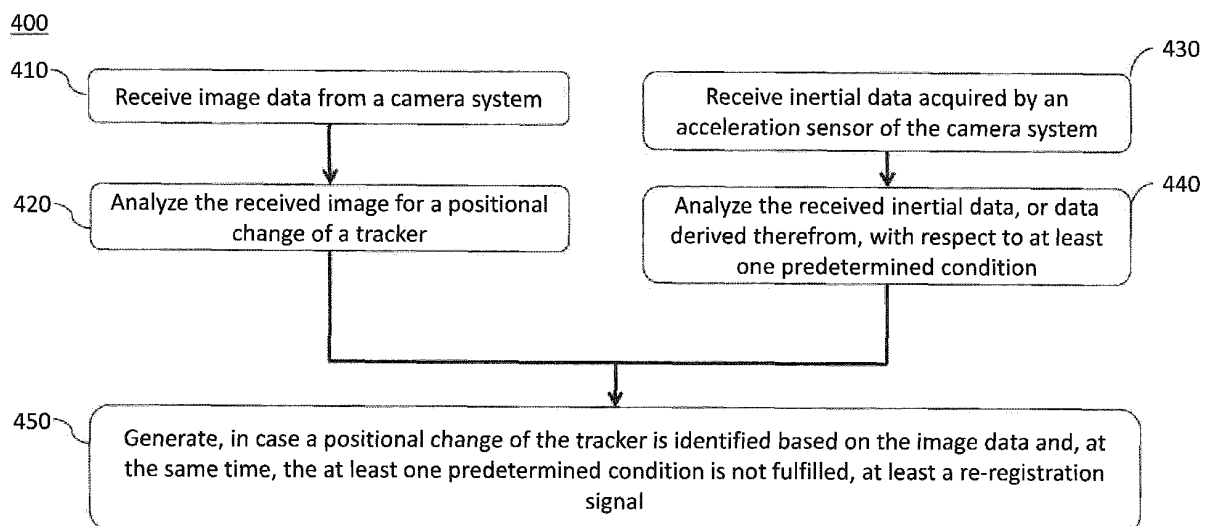 400
410
Receive image data from a camera system
430
Receive inertial data acquired by an
acceleration sensor of the camera system
420
Analyze the received image for a positional
change of a tracker
440
Analyze the received inertial data, or data
derived therefrom, with respect to at least
one predetermined condition
450
Generate, in case a positional change of the tracker is identified based on the image data and, at
the same time, the at least one predetermined condition is not fulfilled, at least a re-registration
signal